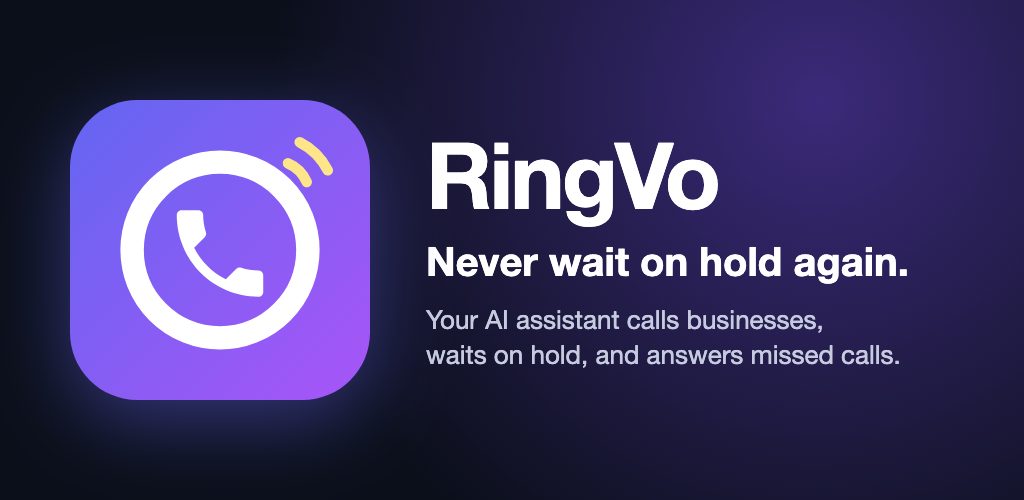 RingVo
Never wait on hold again.
Your AI assistant calls businesses,
waits on hold, and answers missed calls.